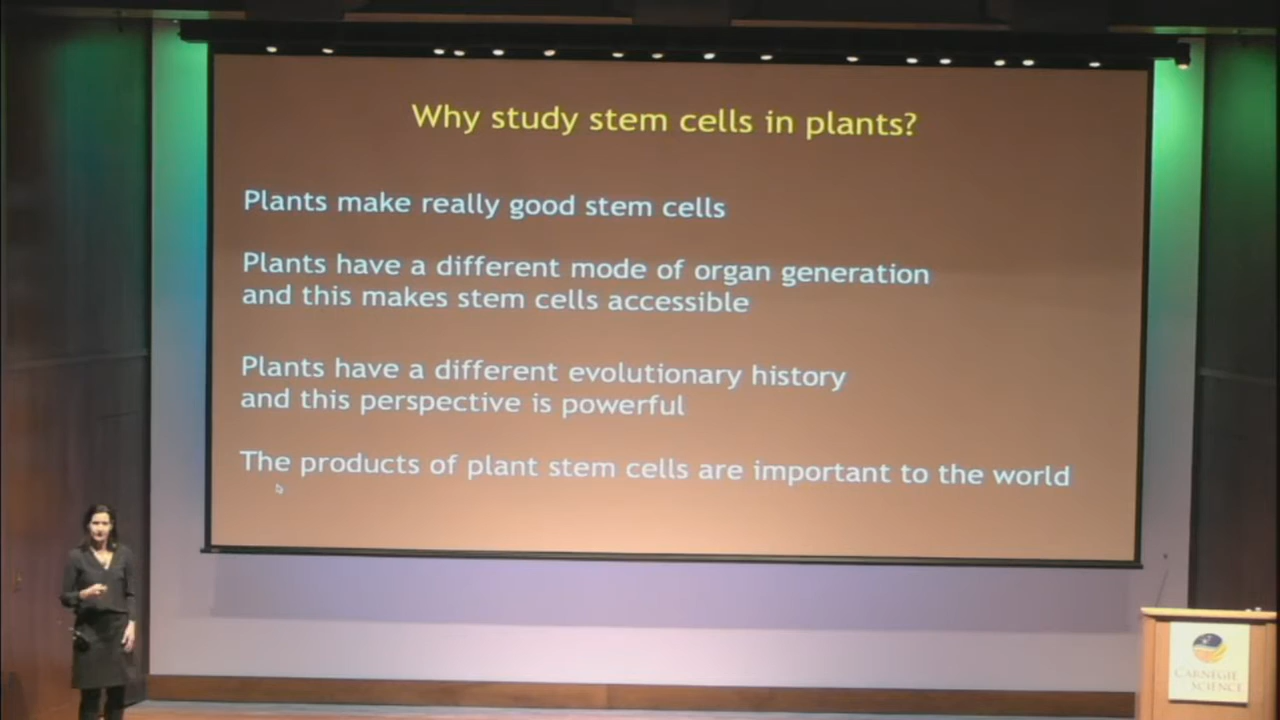 Why study stem cells in plants?
Plants make really good stem cells
Plants have a different mode of organ generation
and this makes stem cells accessible
Plants have a different evolutionary history
and this perspective is powerful
The products of plant stem cells are important to the world
CARNEGIE
SCIENCE